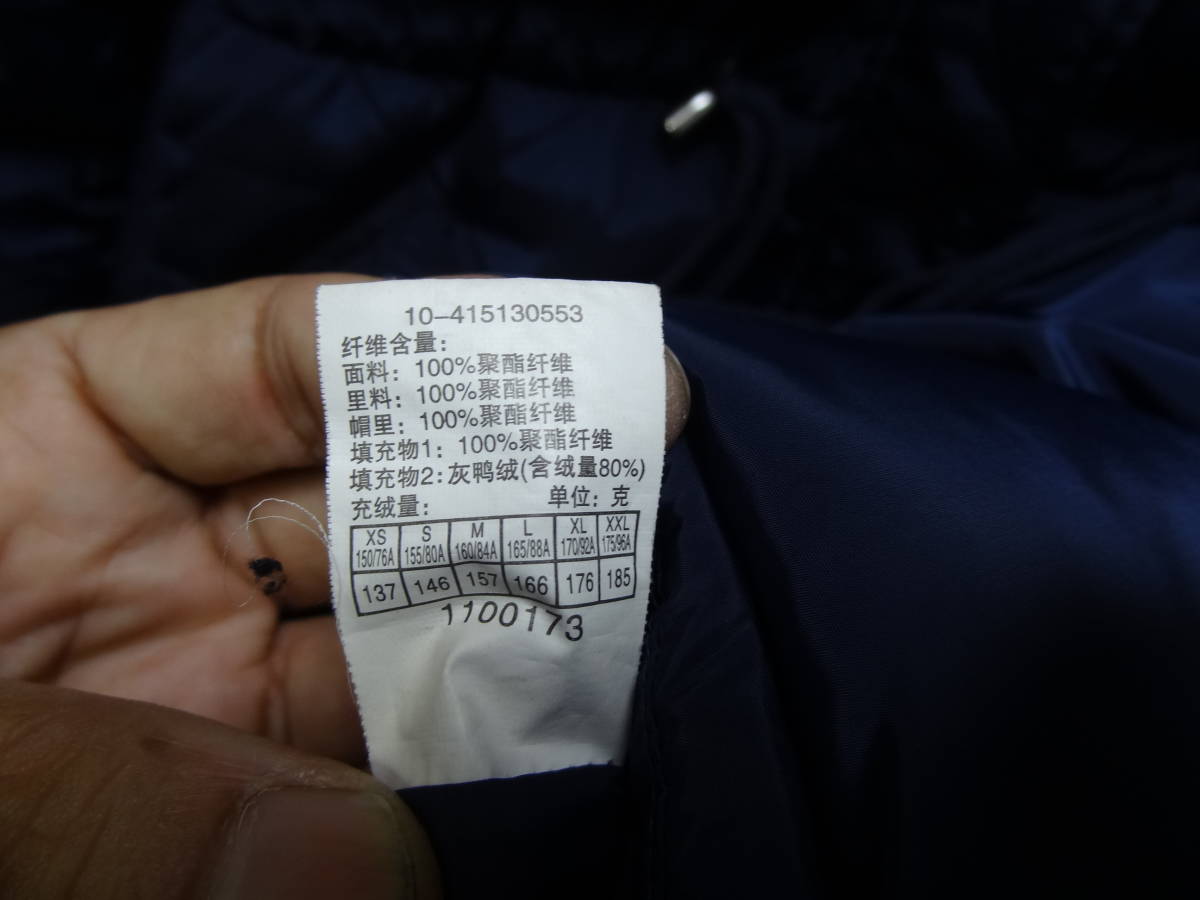 10-415130553
纤维含量:
面料: 100%聚酯纤维
里料: 100%聚酯纤维
帽里: 100%聚酯纤维
填充物1: 100%聚酯纤维
填充物2: 灰鸭绒(含绒量80%)
充绒量: 单位: 克
XS S M L XL XXL
150/76A 155/80A 160/84A 165/88A 170/92A 175/96A
137 146 157 166 176 185
1100173